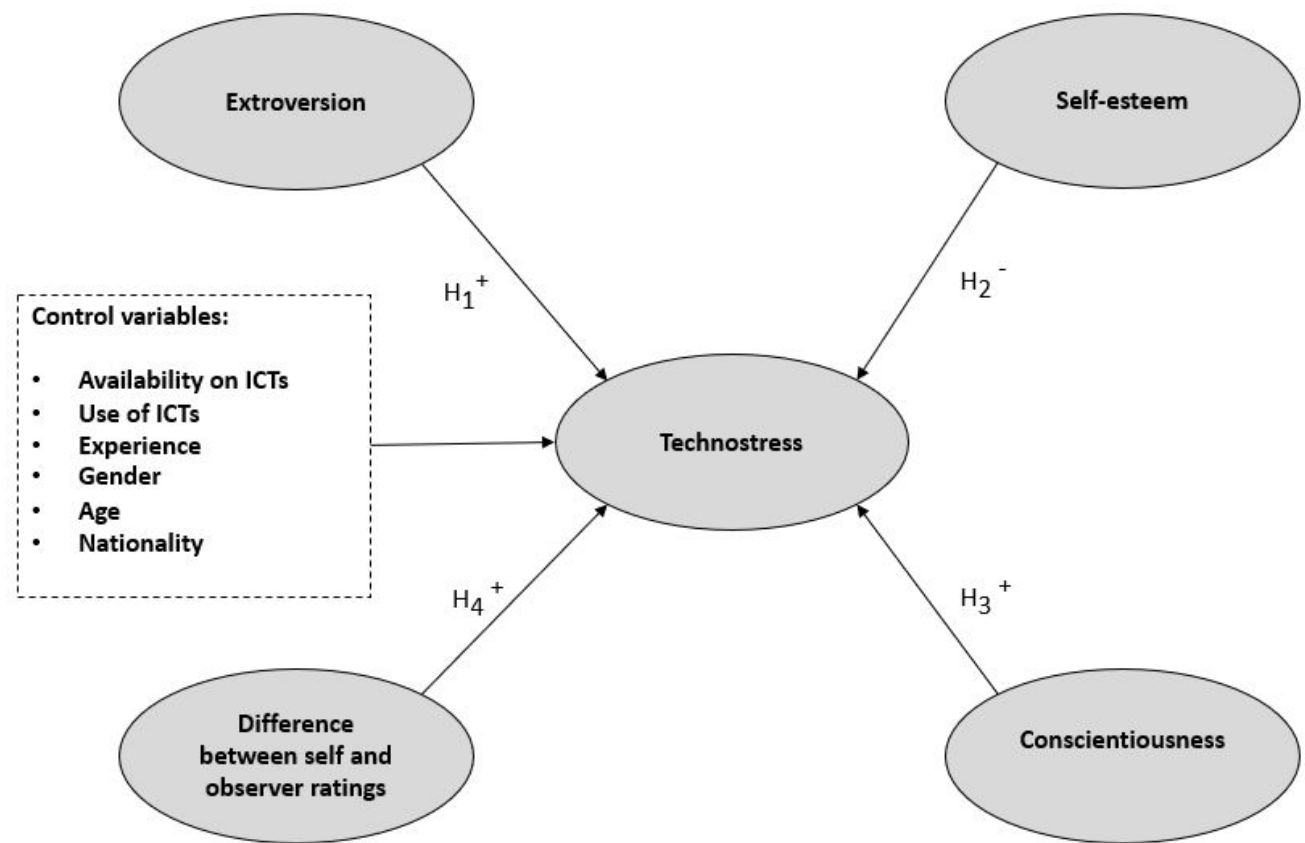 Extroversion
Self-esteem
H1+
H2-
Control variables:
• Availability on ICTs
• Use of ICTs
• Experience
• Gender
• Age
• Nationality
Technostress
H4+
H3+
Difference
between self and
observer ratings
Conscientiousness